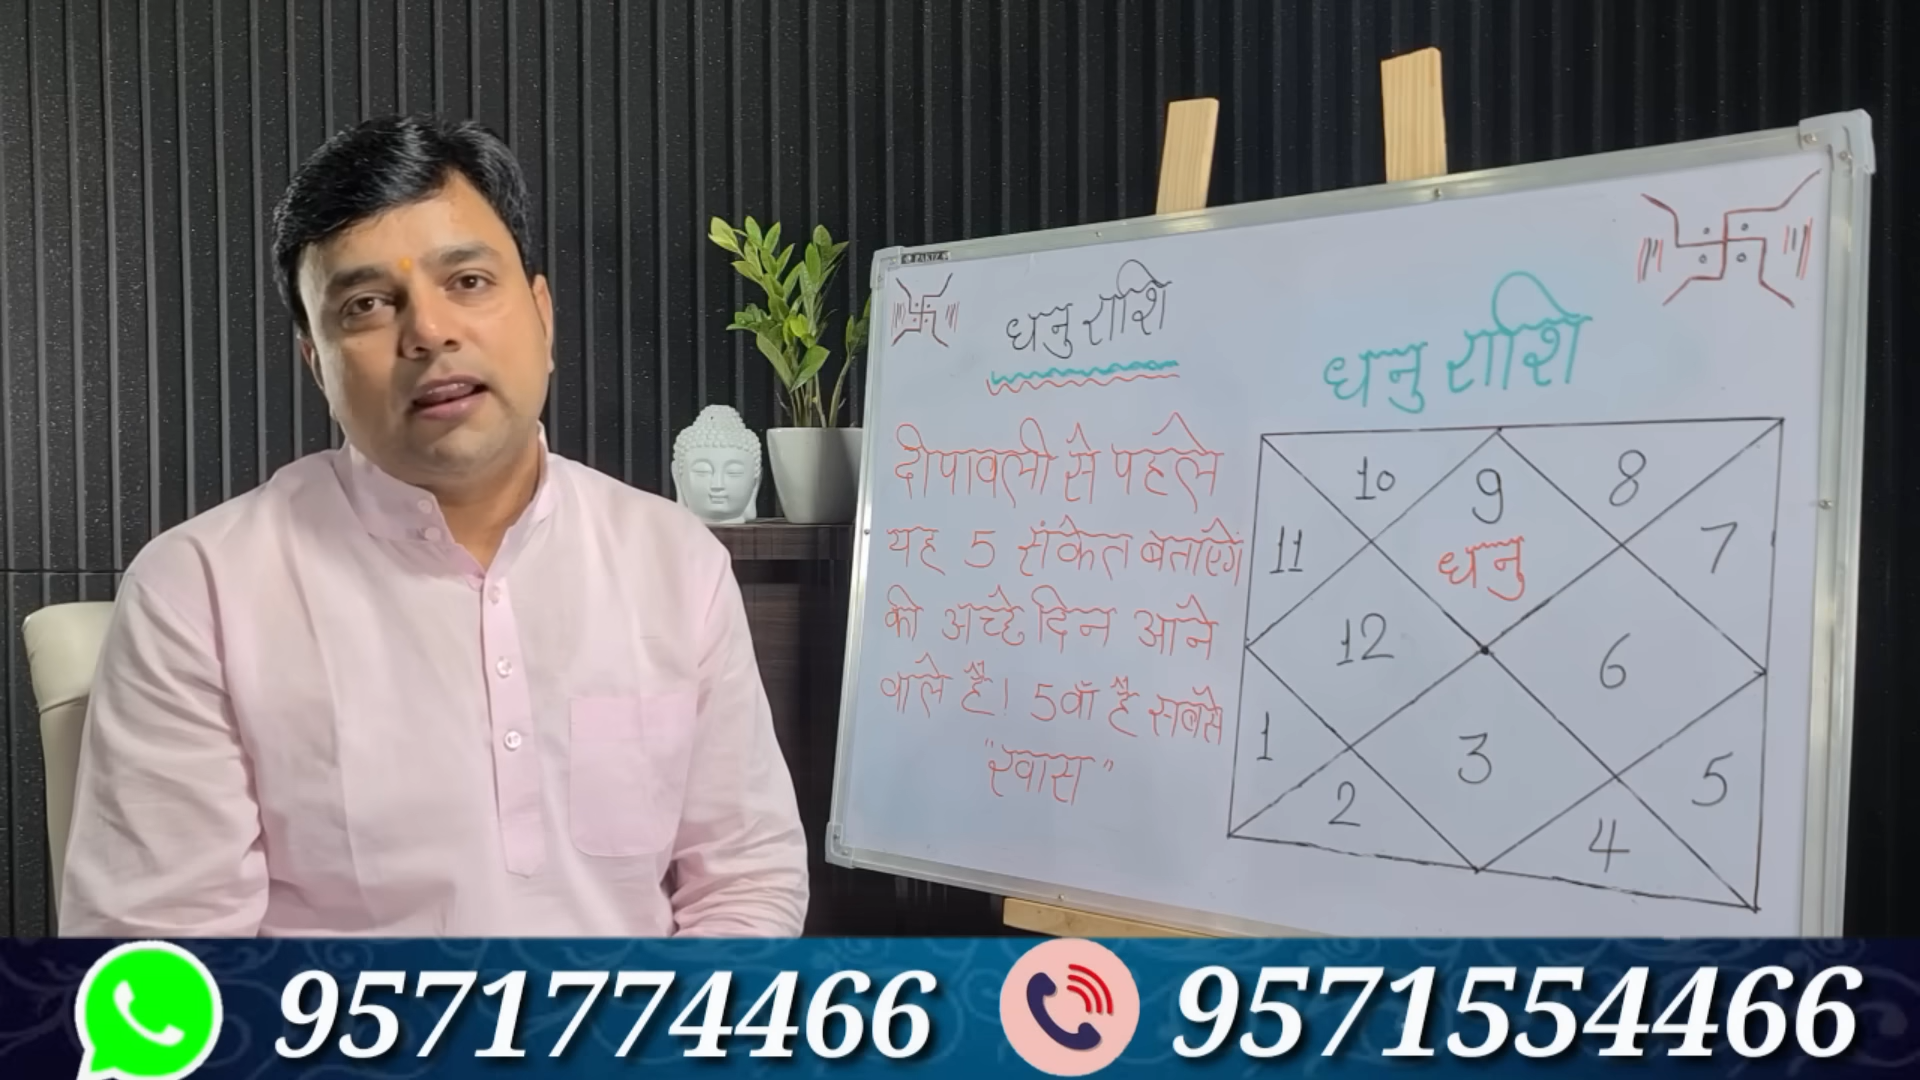 धनु राशि
दीपावली से पहले
यह 5 संकेत बताएंगे
की अच्छे दिन आने
वाले है। 5वाँ है सबसे
"खास"
धनु राशि
10
9
8
11
धनु
7
12
6
1
3
5
2
4
9571774466
9571554466